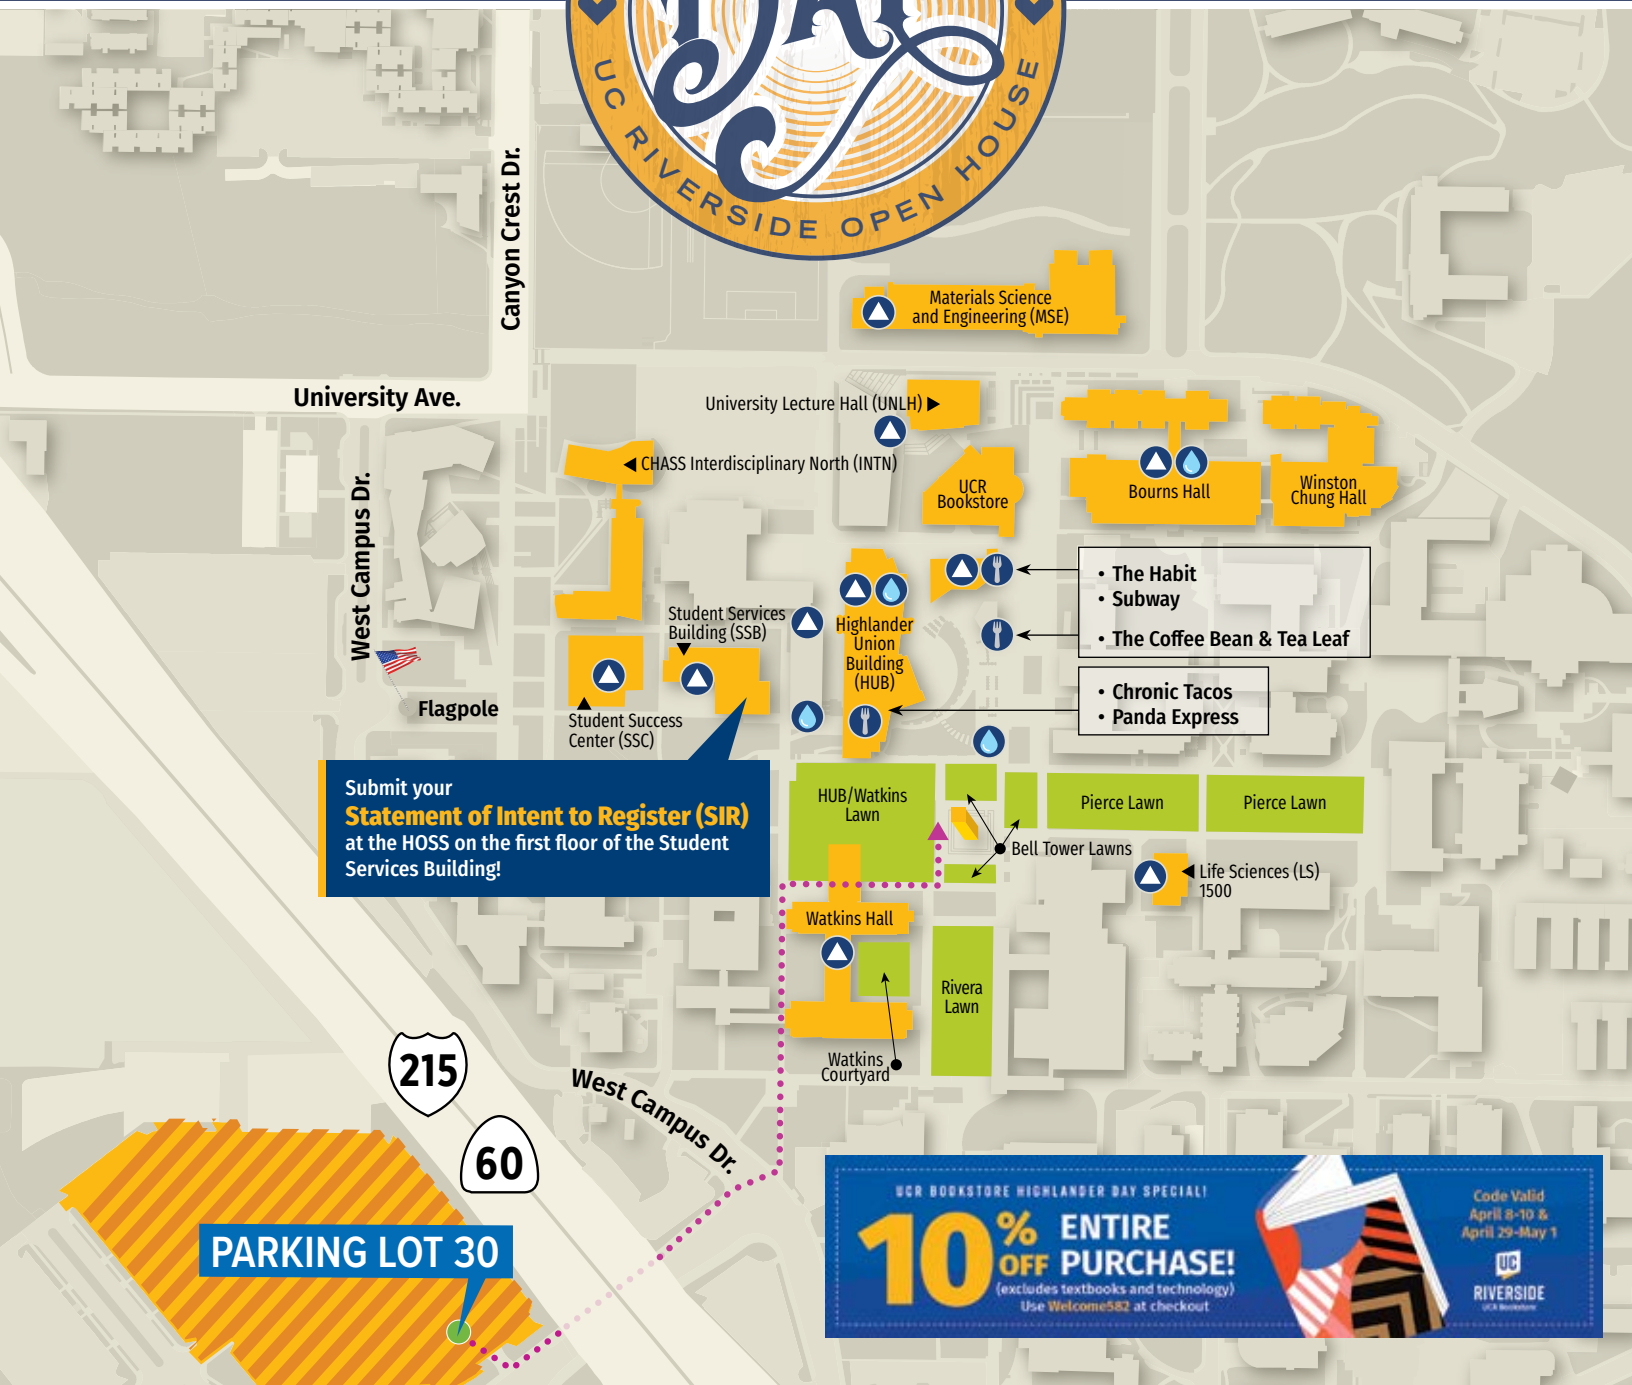 DAY
UC RIVERSIDE OPEN HOUSE
Canyon Crest Dr.
Materials Science
and Engineering (MSE)
University Ave.
University Lecture Hall (UNLH)
CHASS Interdisciplinary North (INTN)
UCR
Bookstore
Bourns Hall
Winston
Chung Hall
West Campus Dr.
• The Habit
• Subway
• The Coffee Bean & Tea Leaf
Student Services
Building (SSB)
Highlander
Union
Building
(HUB)
• Chronic Tacos
• Panda Express
Flagpole
Student Success
Center (SSC)
Submit your
Statement of Intent to Register (SIR)
at the HOSS on the first floor of the Student
Services Building!
HUB/Watkins
Lawn
Pierce Lawn
Pierce Lawn
Bell Tower Lawns
Life Sciences (LS)
1500
Watkins Hall
Rivera
Lawn
Watkins
Courtyard
215
60
West Campus Dr.
PARKING LOT 30
UCR BOOKSTORE HIGHLANDER DAY SPECIAL!
10% OFF
ENTIRE
PURCHASE!
(excludes textbooks and technology)
Use Welcome582 at checkout
Code Valid
April 8-10 &
April 29-May 1
UC
RIVERSIDE
UCR Bookstore